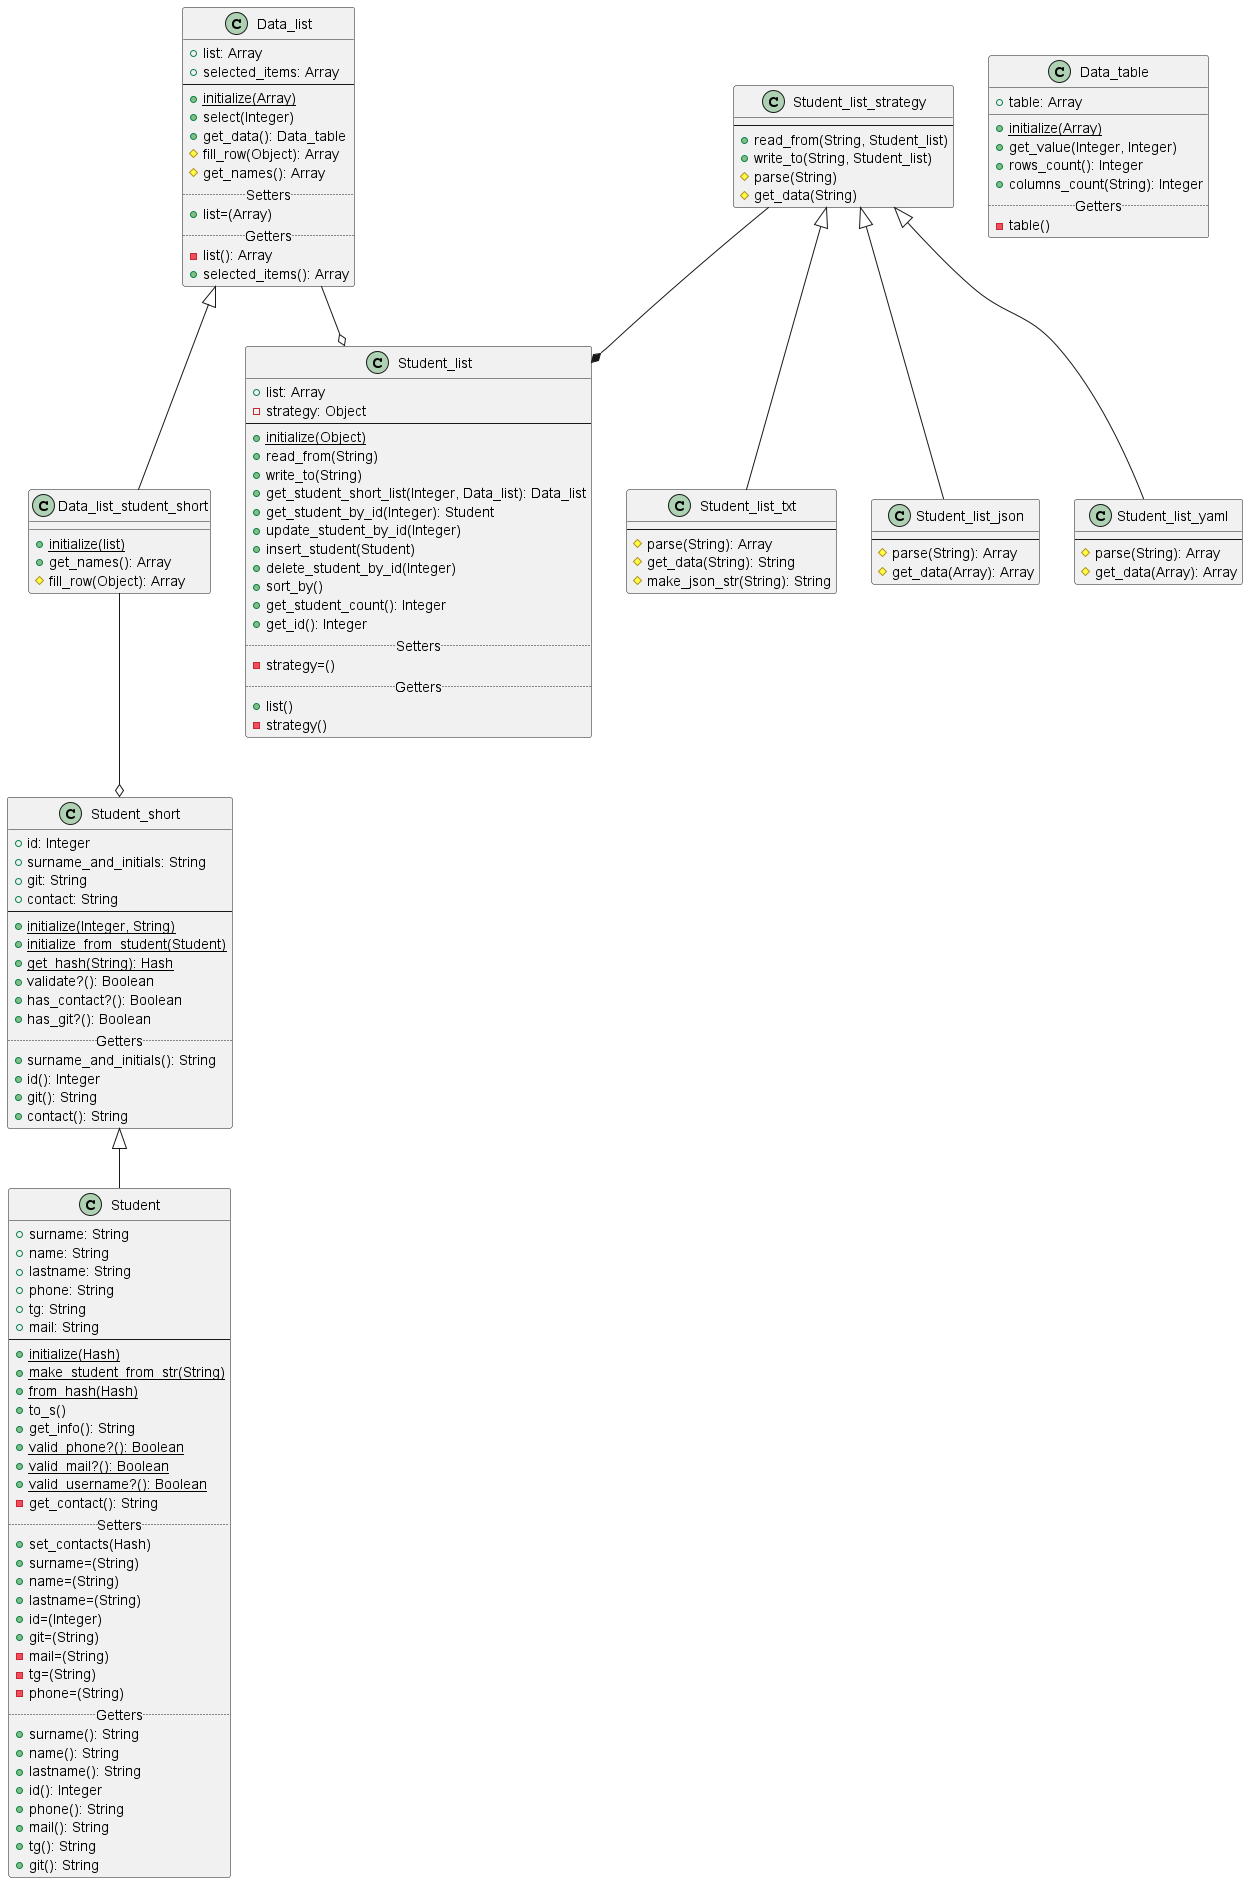 C Data_list
list: Array
selected_items: Array
initialize(Array)
select(Integer)
get_data(): Data_table
fill_row(Object): Array
get_names(): Array
Setters
list=(Array)
Getters
list(): Array
selected_items(): Array
C Student_list_strategy
read_from(String, Student_list)
write_to(String, Student_list)
parse(String)
get_data(String)
C Data_table
table: Array
initialize(Array)
get_value(Integer, Integer)
rows_count(): Integer
columns_count(String): Integer
Getters
table()
C Student_list
list: Array
strategy: Object
initialize(Object)
read_from(String)
write_to(String)
get_student_short_list(Integer, Data_list): Data_list
get_student_by_id(Integer): Student
update_student_by_id(Integer)
insert_student(Student)
delete_student_by_id(Integer)
sort_by()
get_student_count(): Integer
get_id(): Integer
Setters
strategy=()
Getters
list()
strategy()
C Data_list_student_short
initialize(list)
get_names(): Array
fill_row(Object): Array
C Student_list_txt
parse(String): Array
get_data(String): String
make_json_str(String): String
C Student_list_json
parse(String): Array
get_data(Array): Array
C Student_list_yaml
parse(String): Array
get_data(Array): Array
C Student_short
id: Integer
surname_and_initials: String
git: String
contact: String
initialize(Integer, String)
initialize_from_student(Student)
get_hash(String): Hash
validate?(): Boolean
has_contact?(): Boolean
has_git?(): Boolean
Getters
surname_and_initials(): String
id(): Integer
git(): String
contact(): String
C Student
surname: String
name: String
lastname: String
phone: String
tg: String
mail: String
initialize(Hash)
make_student_from_str(String)
from_hash(Hash)
to_s()
get_info(): String
valid_phone?(): Boolean
valid_mail?(): Boolean
valid_username?(): Boolean
get_contact(): String
Setters
set_contacts(Hash)
surname=(String)
name=(String)
lastname=(String)
id=(Integer)
git=(String)
mail=(String)
tg=(String)
phone=(String)
Getters
surname(): String
name(): String
lastname(): String
id(): Integer
phone(): String
mail(): String
tg(): String
git(): String